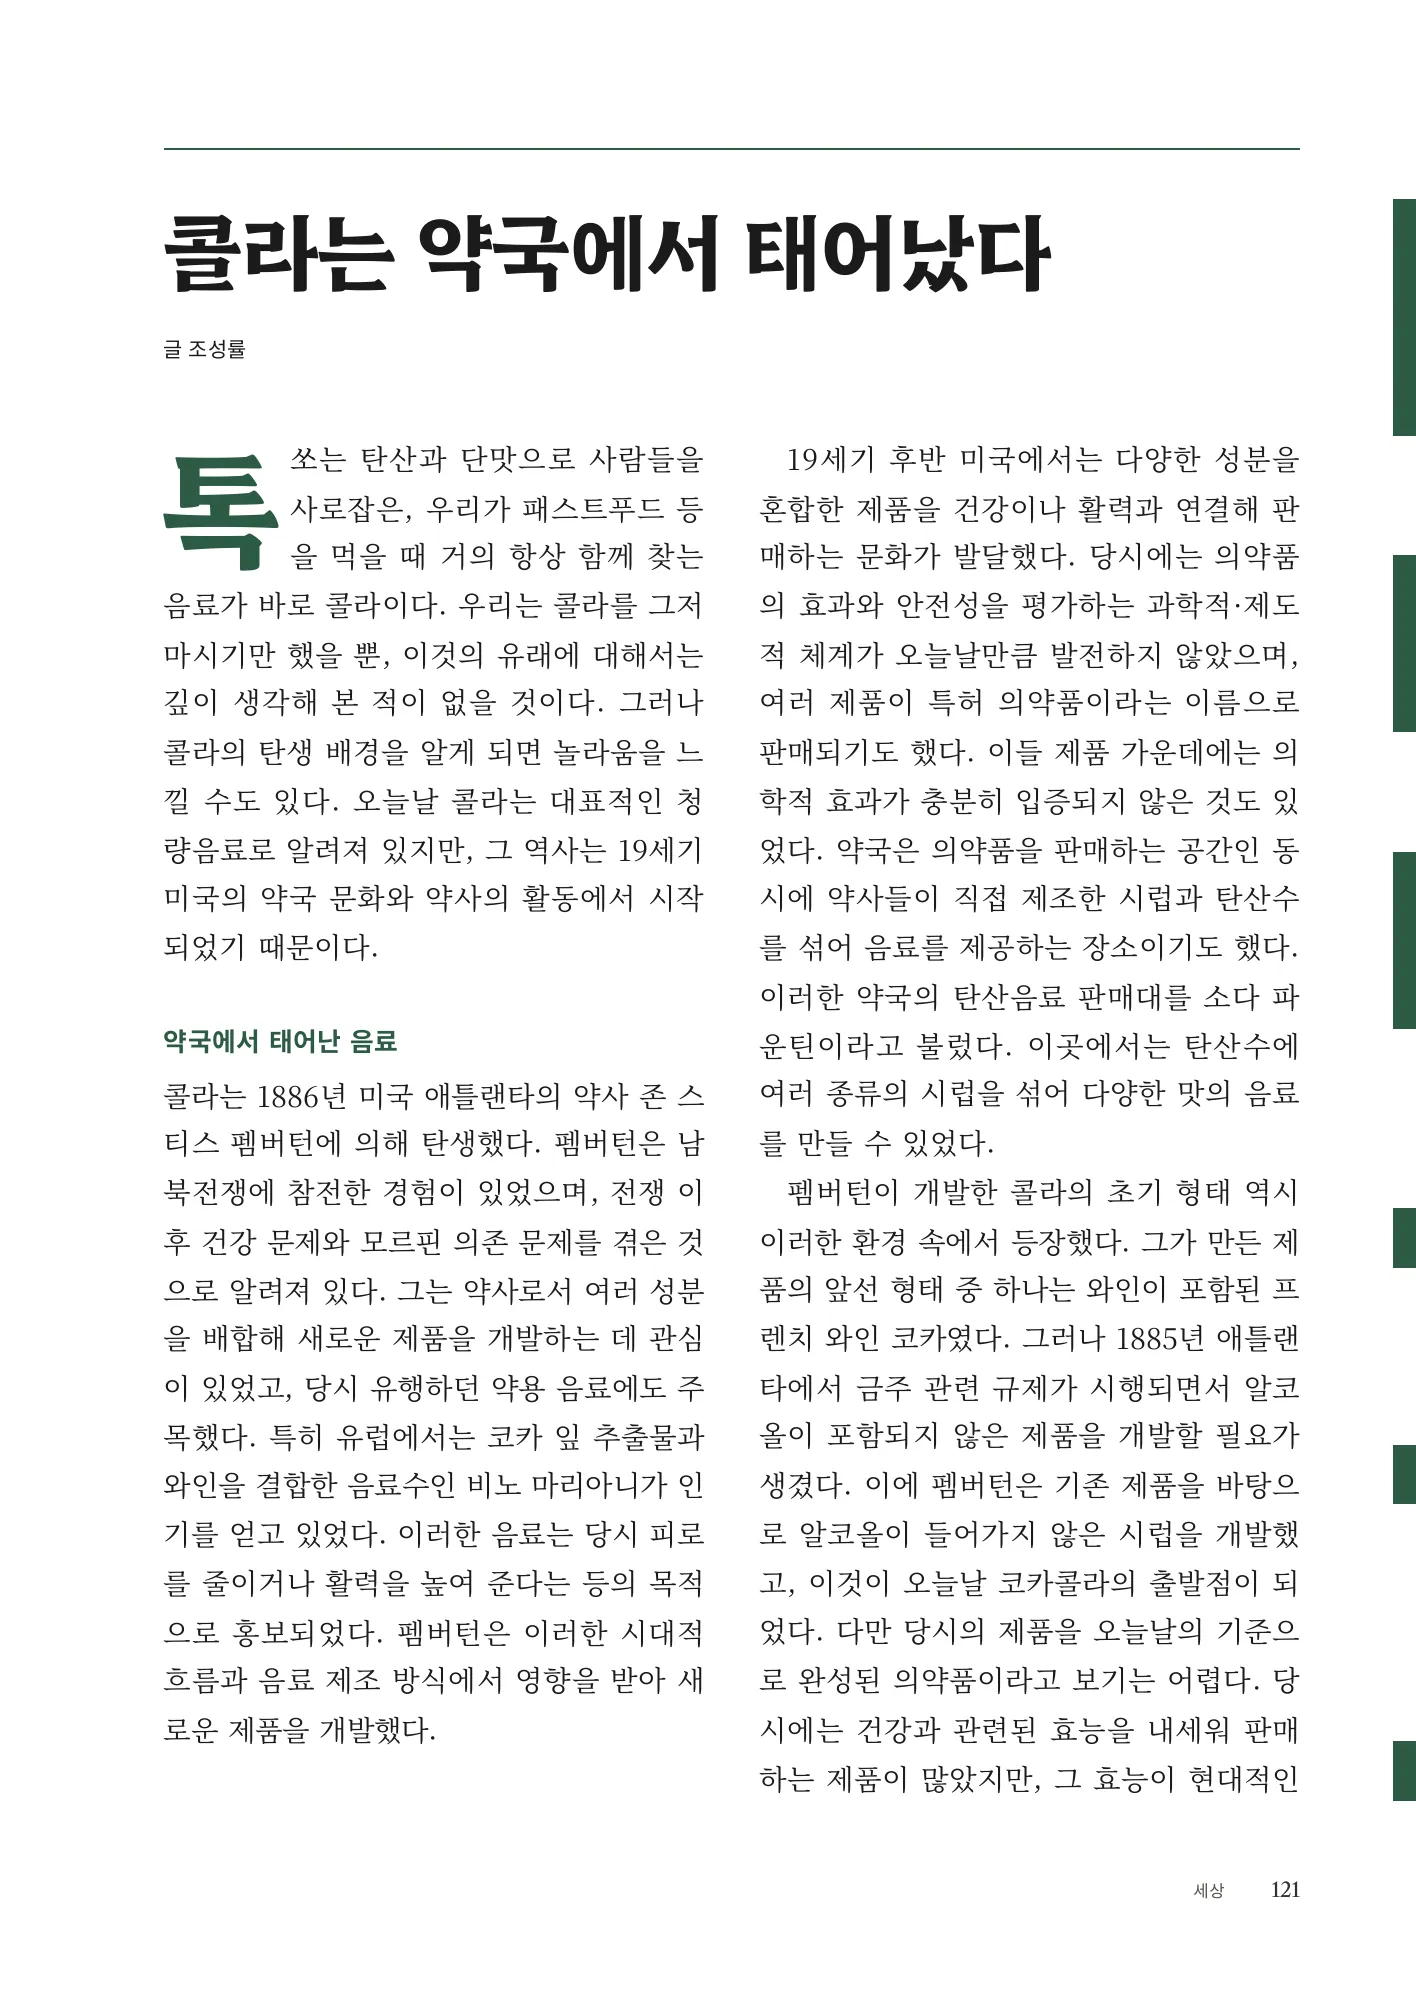 콜라는 약국에서 태어났다
글 조성률
톡
쏘는 탄산과 단맛으로 사람들을
사로잡은, 우리가 패스트푸드 등
을 먹을 때 거의 항상 함께 찾는
음료가 바로 콜라이다. 우리는 콜라를 그저
마시기만 했을 뿐, 이것의 유래에 대해서는
깊이 생각해 본 적이 없을 것이다. 그러나
콜라의 탄생 배경을 알게 되면 놀라움을 느
낄 수도 있다. 오늘날 콜라는 대표적인 청
량음료로 알려져 있지만, 그 역사는 19세기
미국의 약국 문화와 약사의 활동에서 시작
되었기 때문이다.
약국에서 태어난 음료
콜라는 1886년 미국 애틀랜타의 약사 존 스
티스 펨버턴에 의해 탄생했다. 펨버턴은 남
북전쟁에 참전한 경험이 있었으며, 전쟁 이
후 건강 문제와 모르핀 의존 문제를 겪은 것
으로 알려져 있다. 그는 약사로서 여러 성분
을 배합해 새로운 제품을 개발하는 데 관심
이 있었고, 당시 유행하던 약용 음료에도 주
목했다. 특히 유럽에서는 코카 잎 추출물과
와인을 결합한 음료수인 비노 마리아니가 인
기를 얻고 있었다. 이러한 음료는 당시 피로
를 줄이거나 활력을 높여 준다는 등의 목적
으로 홍보되었다. 펨버턴은 이러한 시대적
흐름과 음료 제조 방식에서 영향을 받아 새
로운 제품을 개발했다.
19세기 후반 미국에서는 다양한 성분을
혼합한 제품을 건강이나 활력과 연결해 판
매하는 문화가 발달했다. 당시에는 의약품
의 효과와 안전성을 평가하는 과학적·제도
적 체계가 오늘날만큼 발전하지 않았으며,
여러 제품이 특허 의약품이라는 이름으로
판매되기도 했다. 이들 제품 가운데에는 의
학적 효과가 충분히 입증되지 않은 것도 있
었다. 약국은 의약품을 판매하는 공간인 동
시에 약사들이 직접 제조한 시럽과 탄산수
를 섞어 음료를 제공하는 장소이기도 했다.
이러한 약국의 탄산음료 판매대를 소다 파
운틴이라고 불렀다. 이곳에서는 탄산수에
여러 종류의 시럽을 섞어 다양한 맛의 음료
를 만들 수 있었다.
펨버턴이 개발한 콜라의 초기 형태 역시
이러한 환경 속에서 등장했다. 그가 만든 제
품의 앞선 형태 중 하나는 와인이 포함된 프
렌치 와인 코카였다. 그러나 1885년 애틀랜
타에서 금주 관련 규제가 시행되면서 알코
올이 포함되지 않은 제품을 개발할 필요가
생겼다. 이에 펨버턴은 기존 제품을 바탕으
로 알코올이 들어가지 않은 시럽을 개발했
고, 이것이 오늘날 코카콜라의 출발점이 되
었다. 다만 당시의 제품을 오늘날의 기준으
로 완성된 의약품이라고 보기는 어렵다. 당
시에는 건강과 관련된 효능을 내세워 판매
하는 제품이 많았지만, 그 효능이 현대적인
세상 121